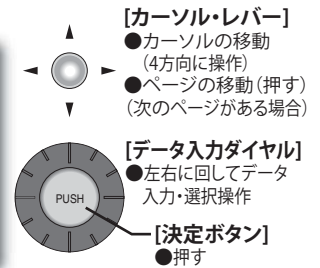 [カーソル・レバー]
●カーソルの移動
(4方向に操作)
●ページの移動(押す)
(次のページがある場合)
[データ入力ダイヤル]
●左右に回してデータ
入力・選択操作
PUSH
[決定ボタン]
●押す